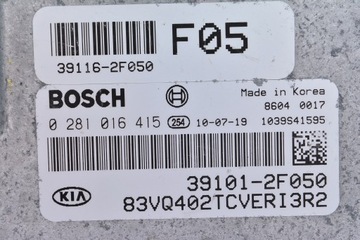 F05
39116-2F050
BOSCH
Made in Korea
8604 0017
0 281 016 415 254 10-07-19 1039S41595
39101-2F050
KIA 83VQ402TCVERI3R2